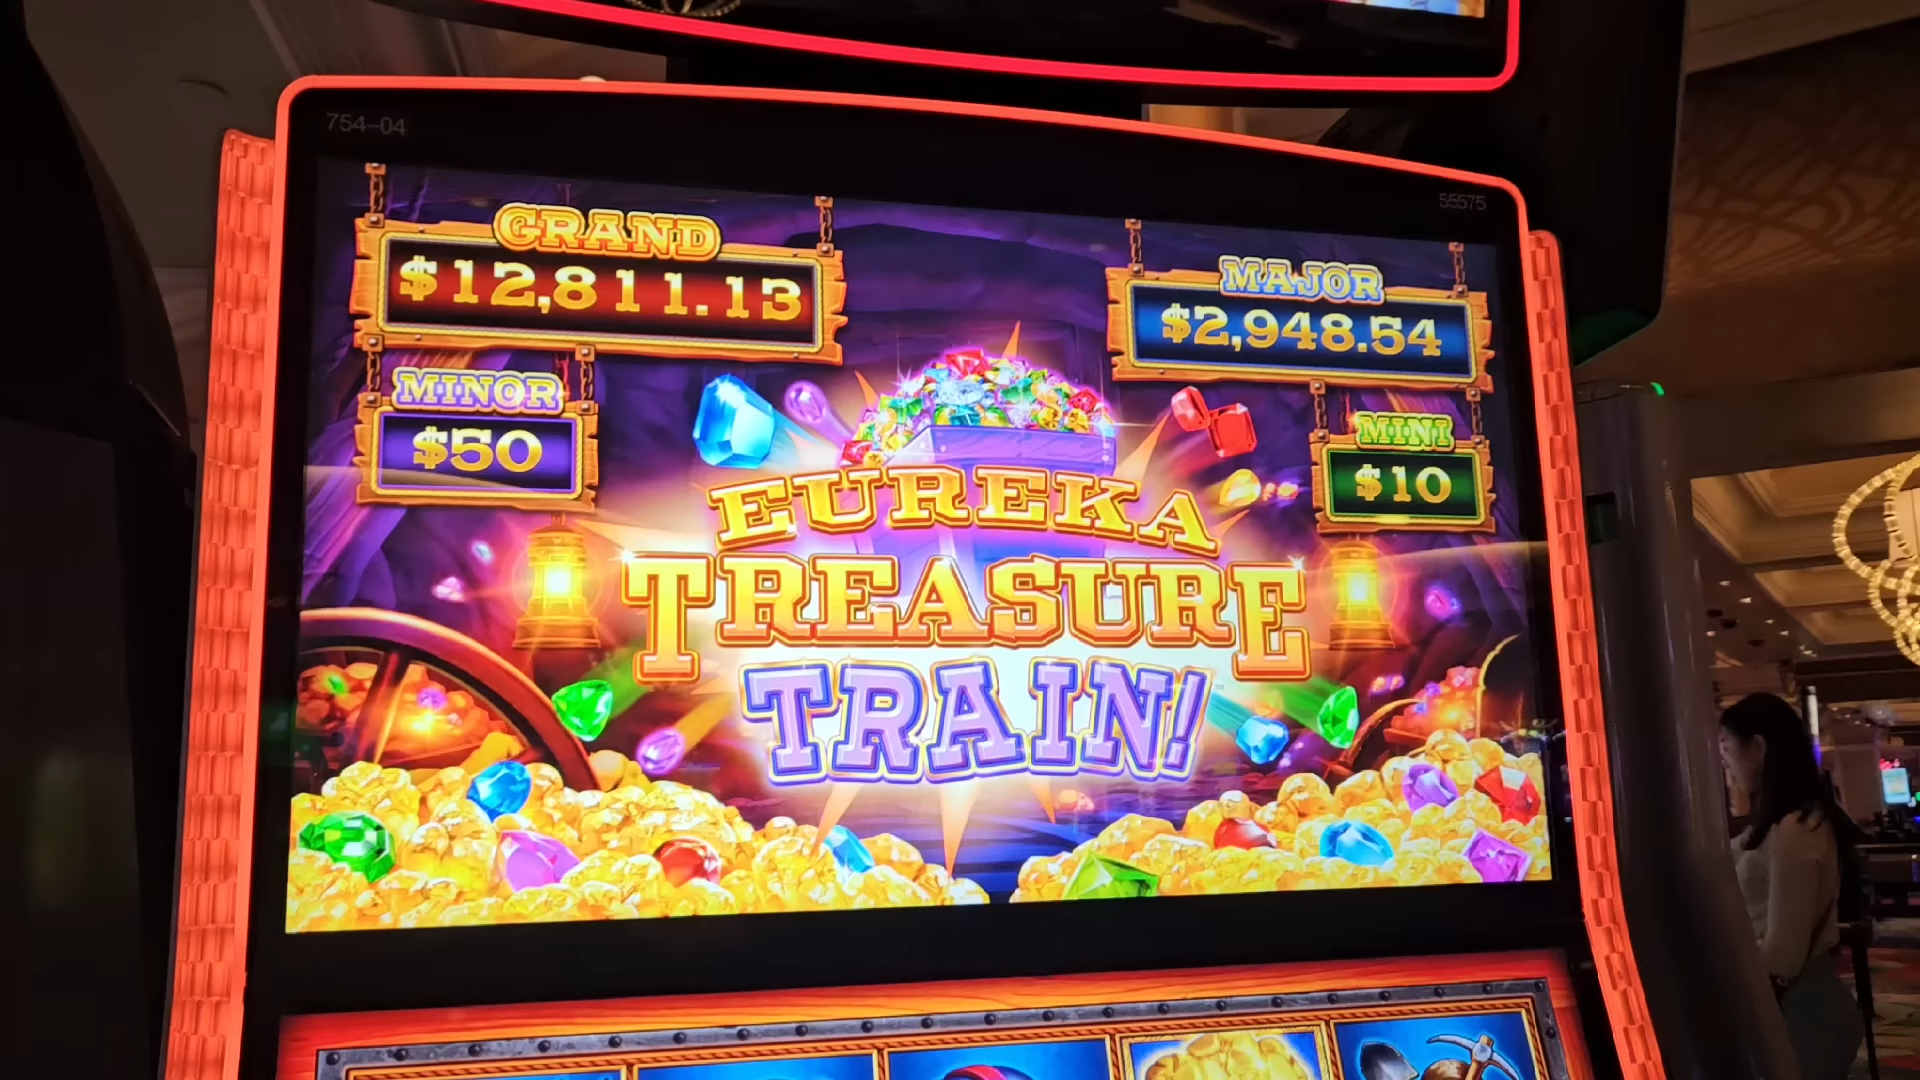 754-04
55575
GRAND
$12,811.13
MAJOR
$2,948.54
MINOR
$50
MINI
$10
EUREKA
TREASURE
TRAIN!